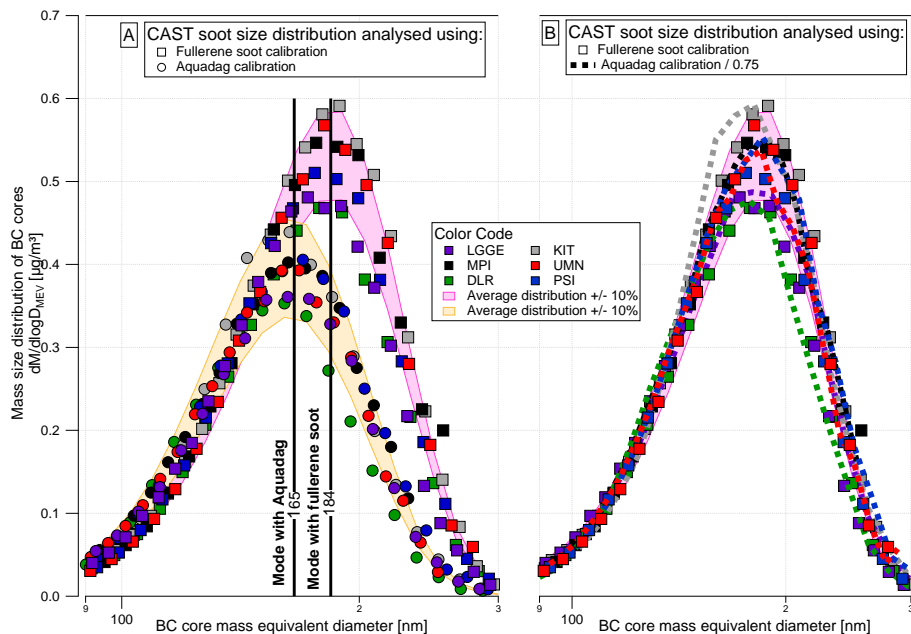 A
CAST soot size distribution analysed using:
Fullerene soot calibration
Aquadag calibration
B
CAST soot size distribution analysed using:
Fullerene soot calibration
Aquadag calibration / 0.75
Mass size distribution of BC cores
dM/dlogDMEV [µg/m³]
0.7
0.6
0.5
0.4
0.3
0.2
0.1
0.0
Color Code
LGGE
KIT
MPI
UMN
DLR
PSI
Average distribution +/- 10%
Average distribution +/- 10%
Mode with Aquadag
165
Mode with fullerene soot
184
9
100
2
3
9
100
2
3
BC core mass equivalent diameter [nm]
BC core mass equivalent diameter [nm]